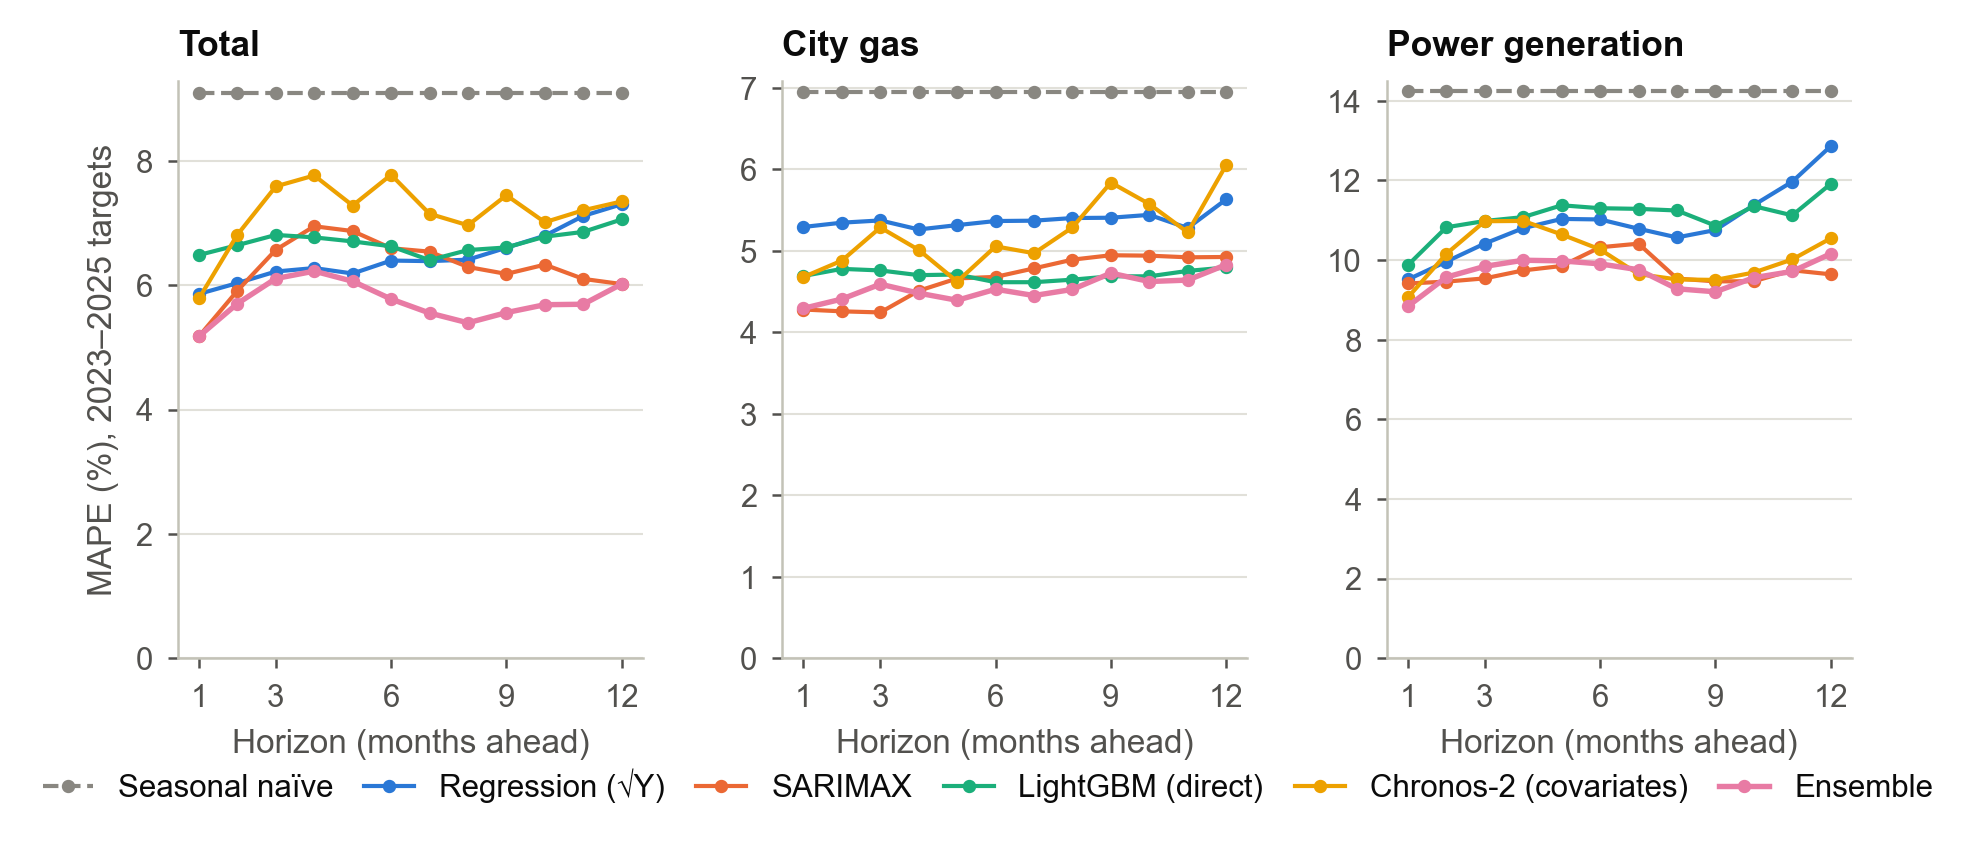 Total
City gas
Power generation
MAPE (%), 2023–2025 targets
8
6
4
2
0
7
6
5
4
3
2
1
0
14
12
10
8
6
4
2
0
1 3 6 9 12
1 3 6 9 12
1 3 6 9 12
Horizon (months ahead)
Horizon (months ahead)
Horizon (months ahead)
Seasonal naïve Regression (√Y) SARIMAX LightGBM (direct) Chronos-2 (covariates) Ensemble